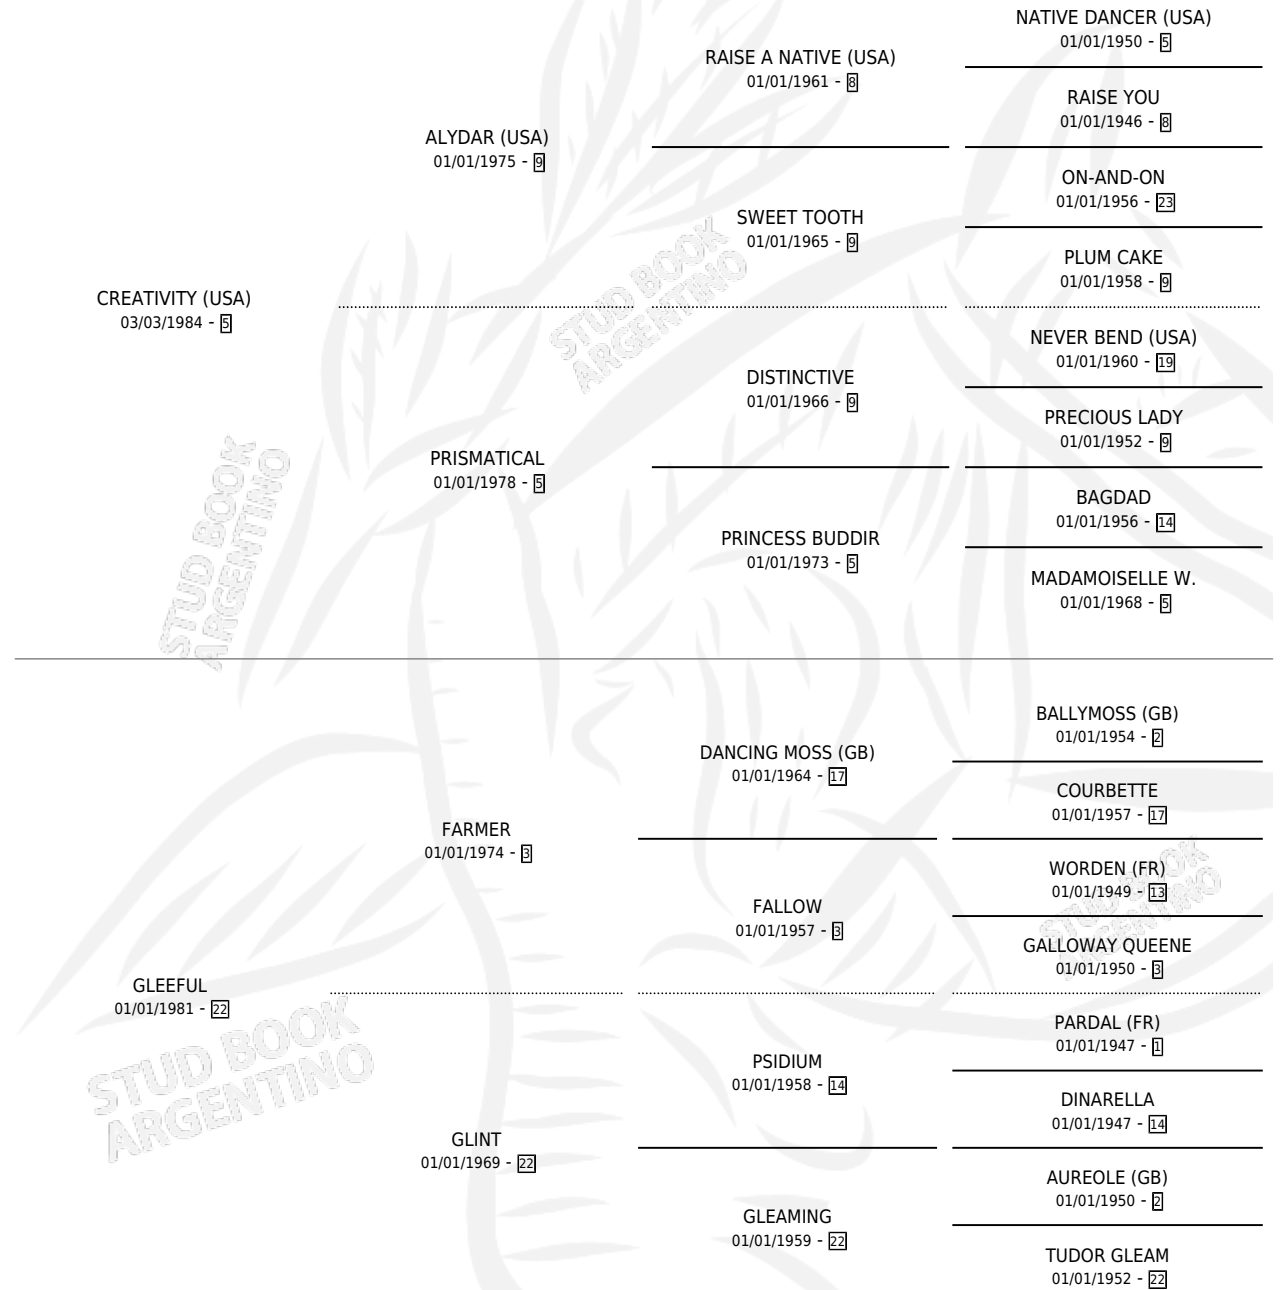 NATIVE DANCER (USA)
01/01/1950 - 5
RAISE A NATIVE (USA)
01/01/1961 - 8
RAISE YOU
01/01/1946 - 8
ALYDAR (USA)
01/01/1975 - 9
ON-AND-ON
01/01/1956 - 23
SWEET TOOTH
01/01/1965 - 9
PLUM CAKE
01/01/1958 - 9
CREATIVITY (USA)
03/03/1984 - 5
NEVER BEND (USA)
01/01/1960 - 19
DISTINCTIVE
01/01/1966 - 9
PRECIOUS LADY
01/01/1952 - 9
PRISMATICAL
01/01/1978 - 5
BAGDAD
01/01/1956 - 14
PRINCESS BUDDIR
01/01/1973 - 5
MADAMOISELLE W.
01/01/1968 - 5
STUD BOOK
ARGENTINO
STUD BOOK
ARGENTINO
BALLYMOSS (GB)
01/01/1954 - 2
DANCING MOSS (GB)
01/01/1964 - 17
COURBETTE
01/01/1957 - 17
FARMER
01/01/1974 - 3
WORDEN (FR)
01/01/1949 - 13
FALLOW
01/01/1957 - 3
GALLOWAY QUEENE
01/01/1950 - 3
GLEEFUL
01/01/1981 - 22
PARDAL (FR)
01/01/1947 - 1
PSIDIUM
01/01/1958 - 14
DINARELLA
01/01/1947 - 14
GLINT
01/01/1969 - 22
AUREOLE (GB)
01/01/1950 - 2
GLEAMING
01/01/1959 - 22
TUDOR GLEAM
01/01/1952 - 22
STUD BOOK
ARGENTINO
STUD BOOK
ARGENTINO